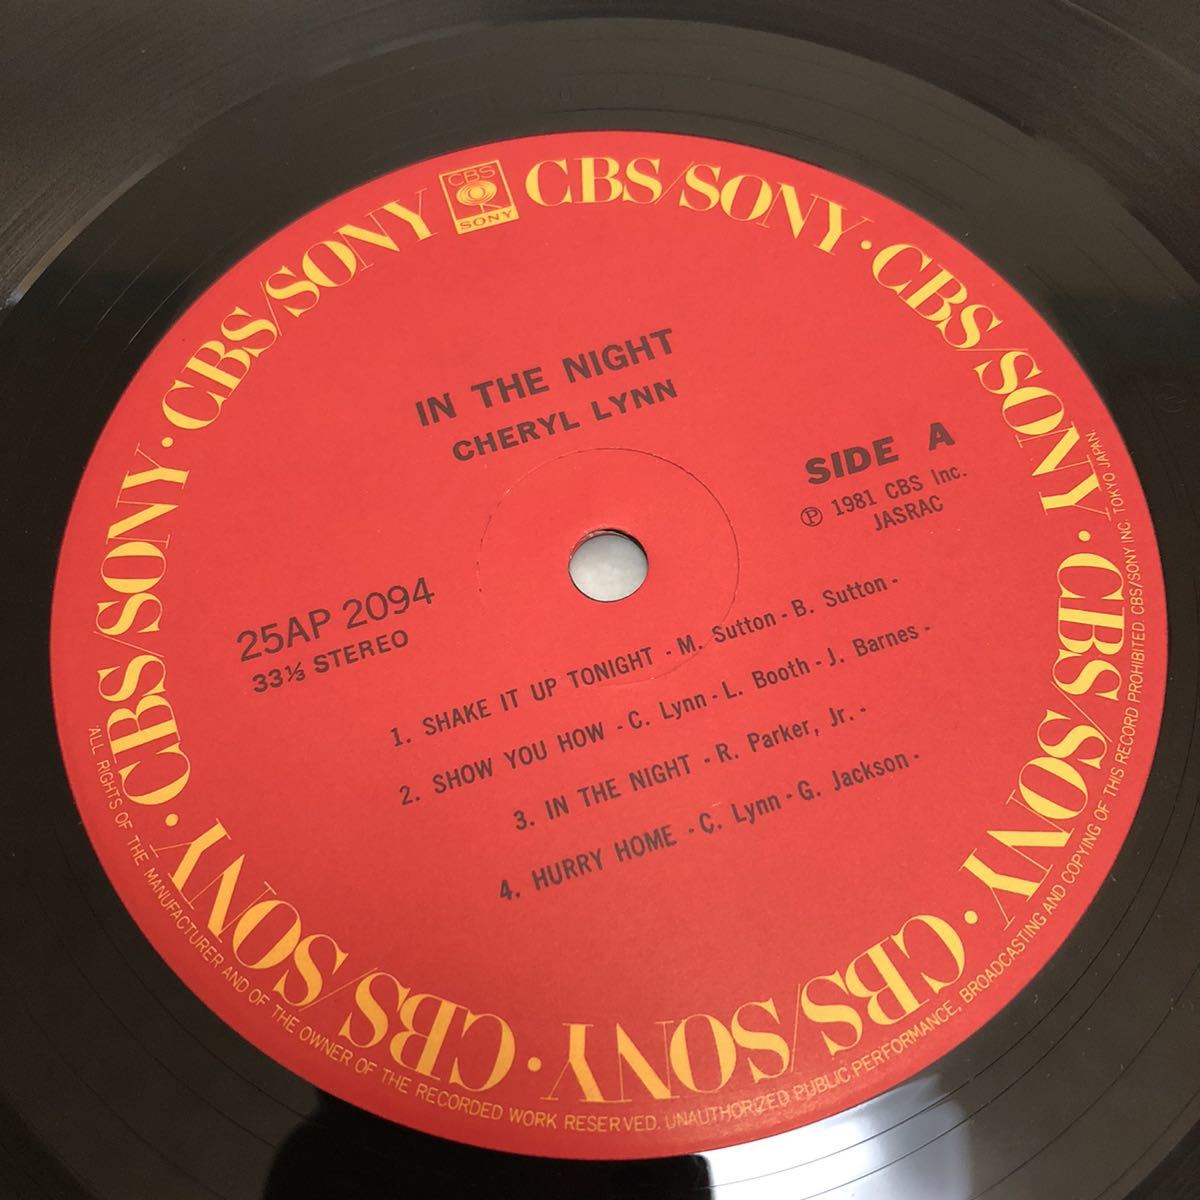 CBS
SONY
CBS/SONY · CBS/SONY · CBS/SONY · CBS/SONY · CBS/SONY · CBS/SONY · CBS/SONY · CBS/SONY
IN THE NIGHT
CHERYL LYNN
SIDE A
Ⓟ 1981 CBS Inc.
JASRAC
25AP 2094
33⅓ STEREO
1. SHAKE IT UP TONIGHT - M. Sutton - B. Sutton -
2. SHOW YOU HOW - C. Lynn - L. Booth - J. Barnes -
3. IN THE NIGHT - R. Parker, Jr. -
4. HURRY HOME - C. Lynn - G. Jackson -
ALL RIGHTS OF THE MANUFACTURER AND OF THE OWNER OF THE RECORDED WORK RESERVED. UNAUTHORIZED PUBLIC PERFORMANCE, BROADCASTING AND COPYING OF THIS RECORD PROHIBITED. CBS/SONY INC. TOKYO JAPAN.